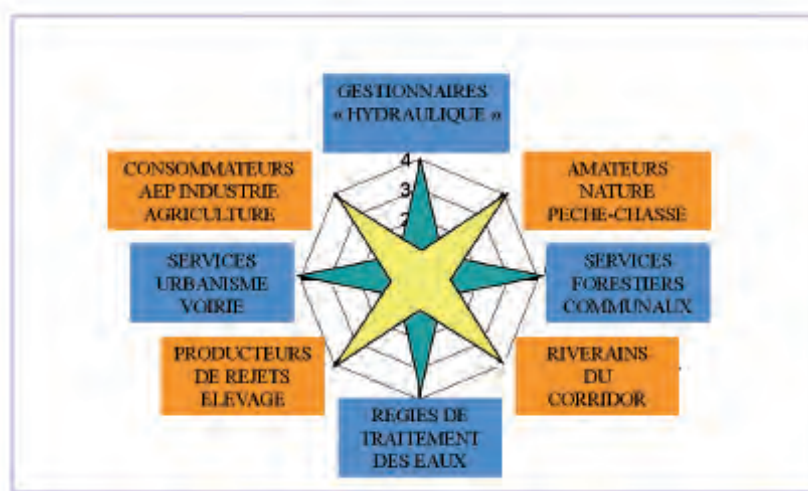 GESTIONNAIRES
« HYDRAULIQUE »
CONSOMMATEURS
AEP INDUSTRIE
AGRICULTURE
4
3
2
AMATEURS
NATURE
PECHE-CHASSE
SERVICES
URBANISME
VOIRIE
SERVICES
FORESTIERS
COMMUNAUX
PRODUCTEURS
DE REJETS
ELEVAGE
RIVERAINS
DU
CORRIDOR
REGIES DE
TRAITEMENT
DES EAUX